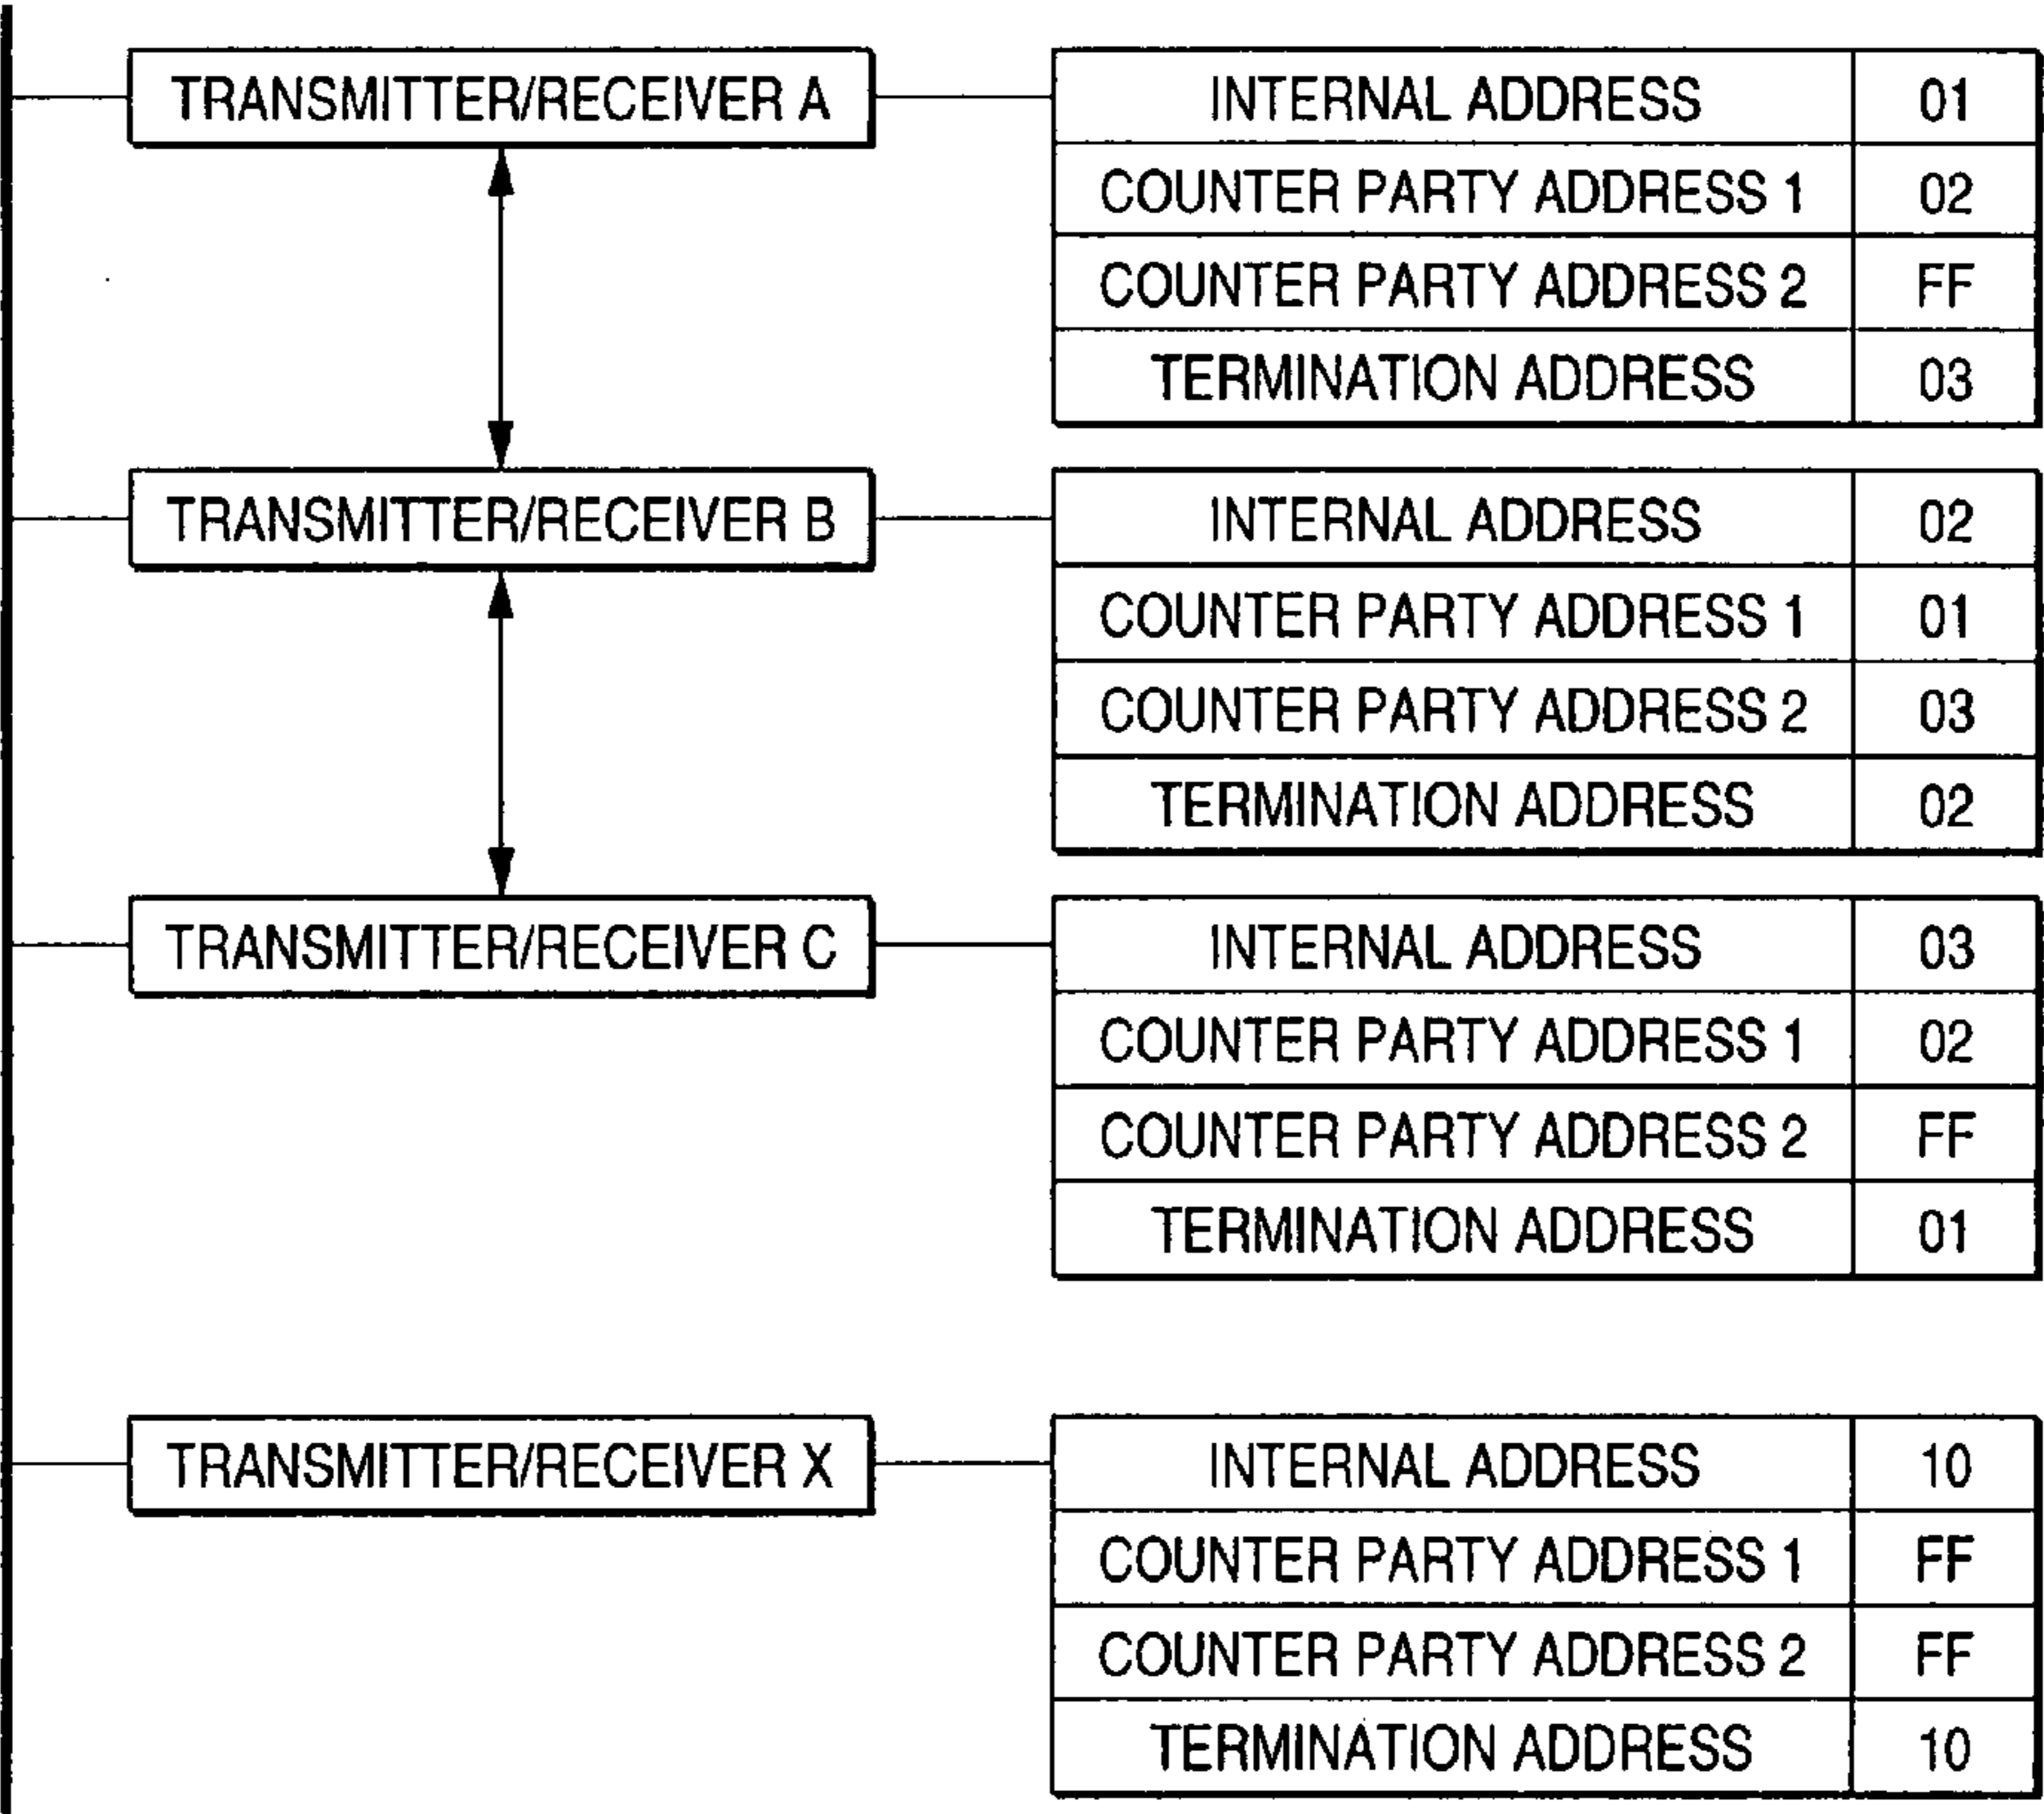 TRANSMITTER/RECEIVER A
INTERNAL ADDRESS 01
COUNTER PARTY ADDRESS 1 02
COUNTER PARTY ADDRESS 2 FF
TERMINATION ADDRESS 03
TRANSMITTER/RECEIVER B
INTERNAL ADDRESS 02
COUNTER PARTY ADDRESS 1 01
COUNTER PARTY ADDRESS 2 03
TERMINATION ADDRESS 02
TRANSMITTER/RECEIVER C
INTERNAL ADDRESS 03
COUNTER PARTY ADDRESS 1 02
COUNTER PARTY ADDRESS 2 FF
TERMINATION ADDRESS 01
TRANSMITTER/RECEIVER X
INTERNAL ADDRESS 10
COUNTER PARTY ADDRESS 1 FF
COUNTER PARTY ADDRESS 2 FF
TERMINATION ADDRESS 10